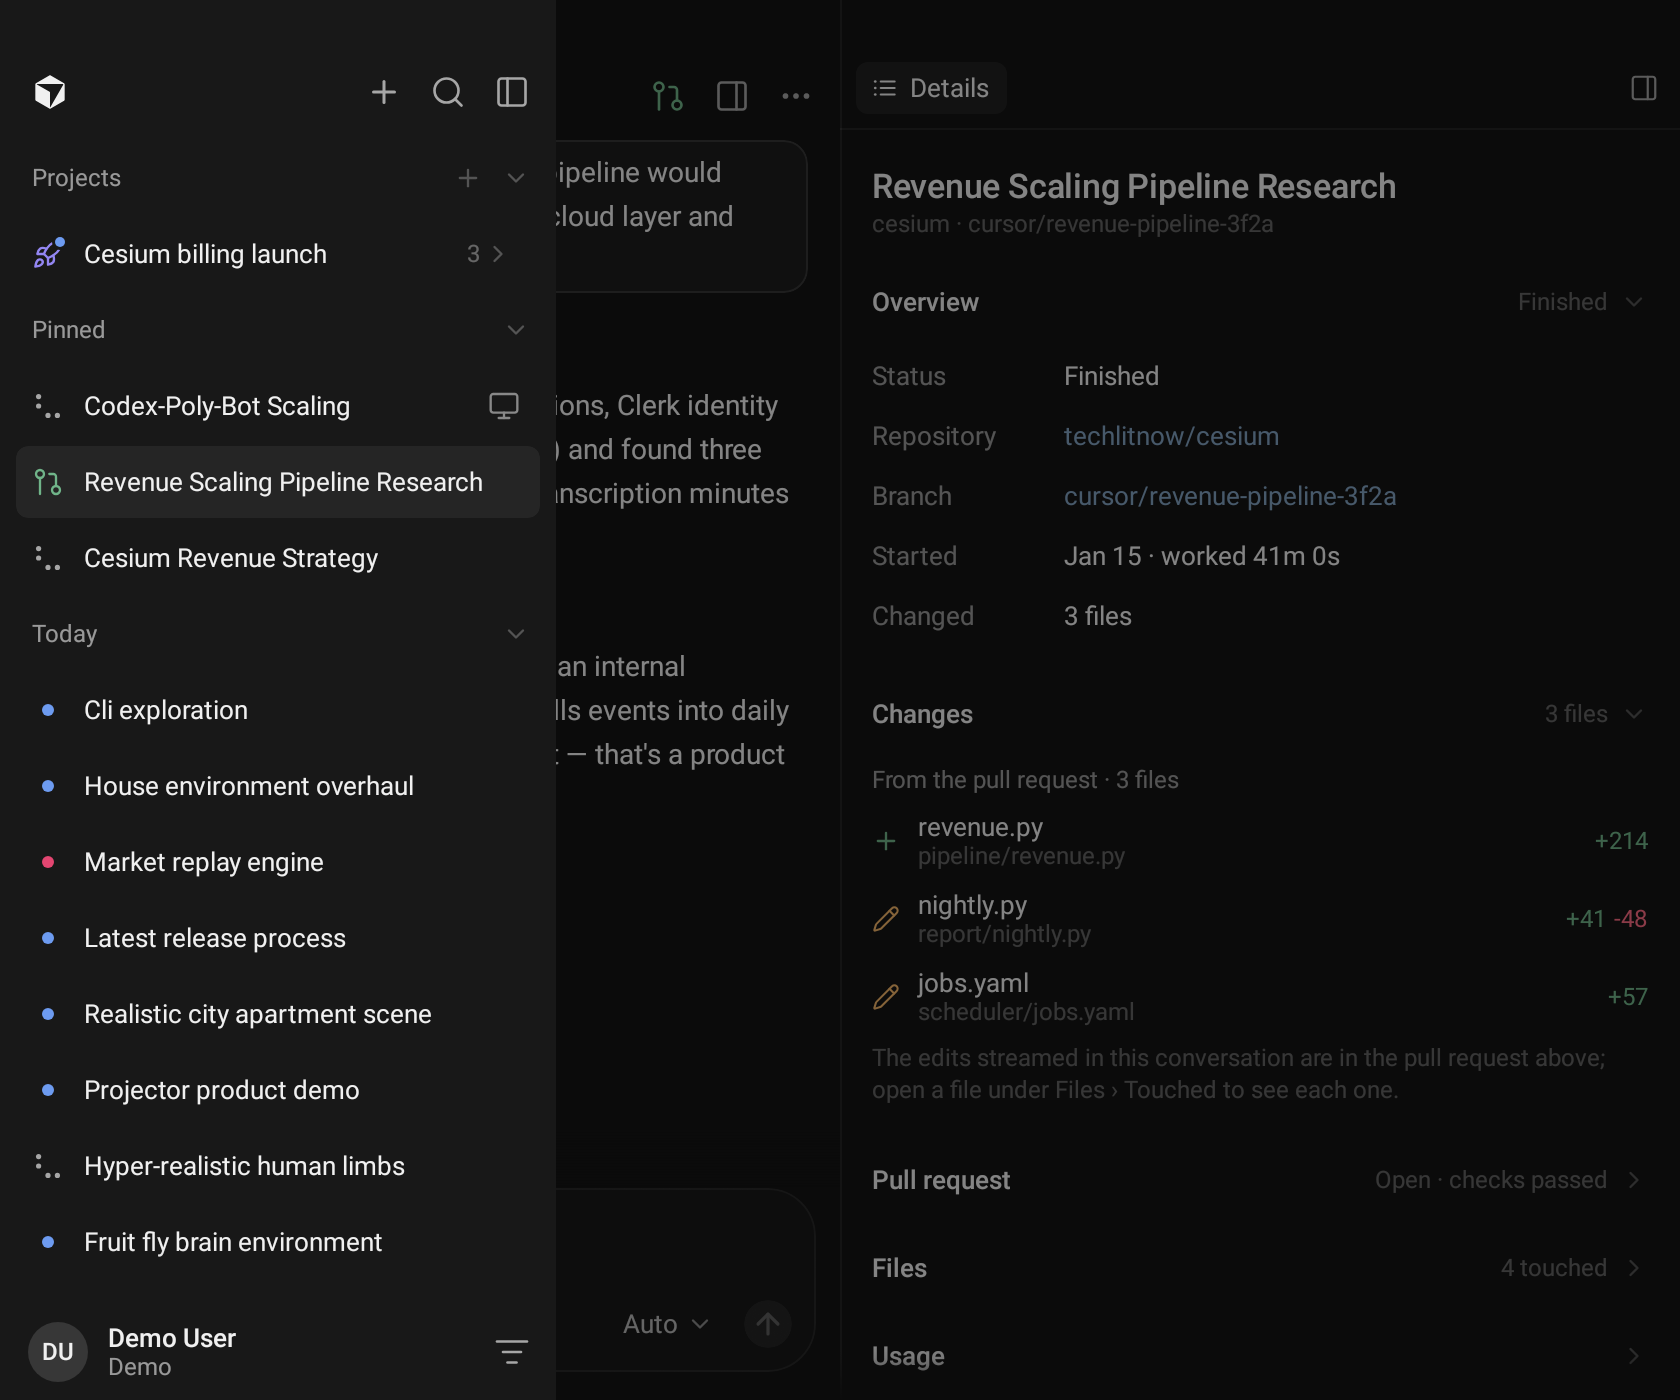 Projects
Cesium billing launch
3
Pinned
Codex-Poly-Bot Scaling
Revenue Scaling Pipeline Research
Cesium Revenue Strategy
Today
Cli exploration
House environment overhaul
Market replay engine
Latest release process
Realistic city apartment scene
Projector product demo
Hyper-realistic human limbs
Fruit fly brain environment
DU
Demo User
Demo
ipeline would
cloud layer and
ions, Clerk identity
) and found three
anscription minutes
an internal
lls events into daily
— that's a product
Auto
Details
Revenue Scaling Pipeline Research
cesium · cursor/revenue-pipeline-3f2a
Overview
Finished
Status Finished
Repository techlitnow/cesium
Branch cursor/revenue-pipeline-3f2a
Started Jan 15 · worked 41m 0s
Changed 3 files
Changes
3 files
From the pull request · 3 files
revenue.py
pipeline/revenue.py
+214
nightly.py
report/nightly.py
+41 -48
jobs.yaml
scheduler/jobs.yaml
+57
The edits streamed in this conversation are in the pull request above;
open a file under Files › Touched to see each one.
Pull request
Open · checks passed
Files
4 touched
Usage